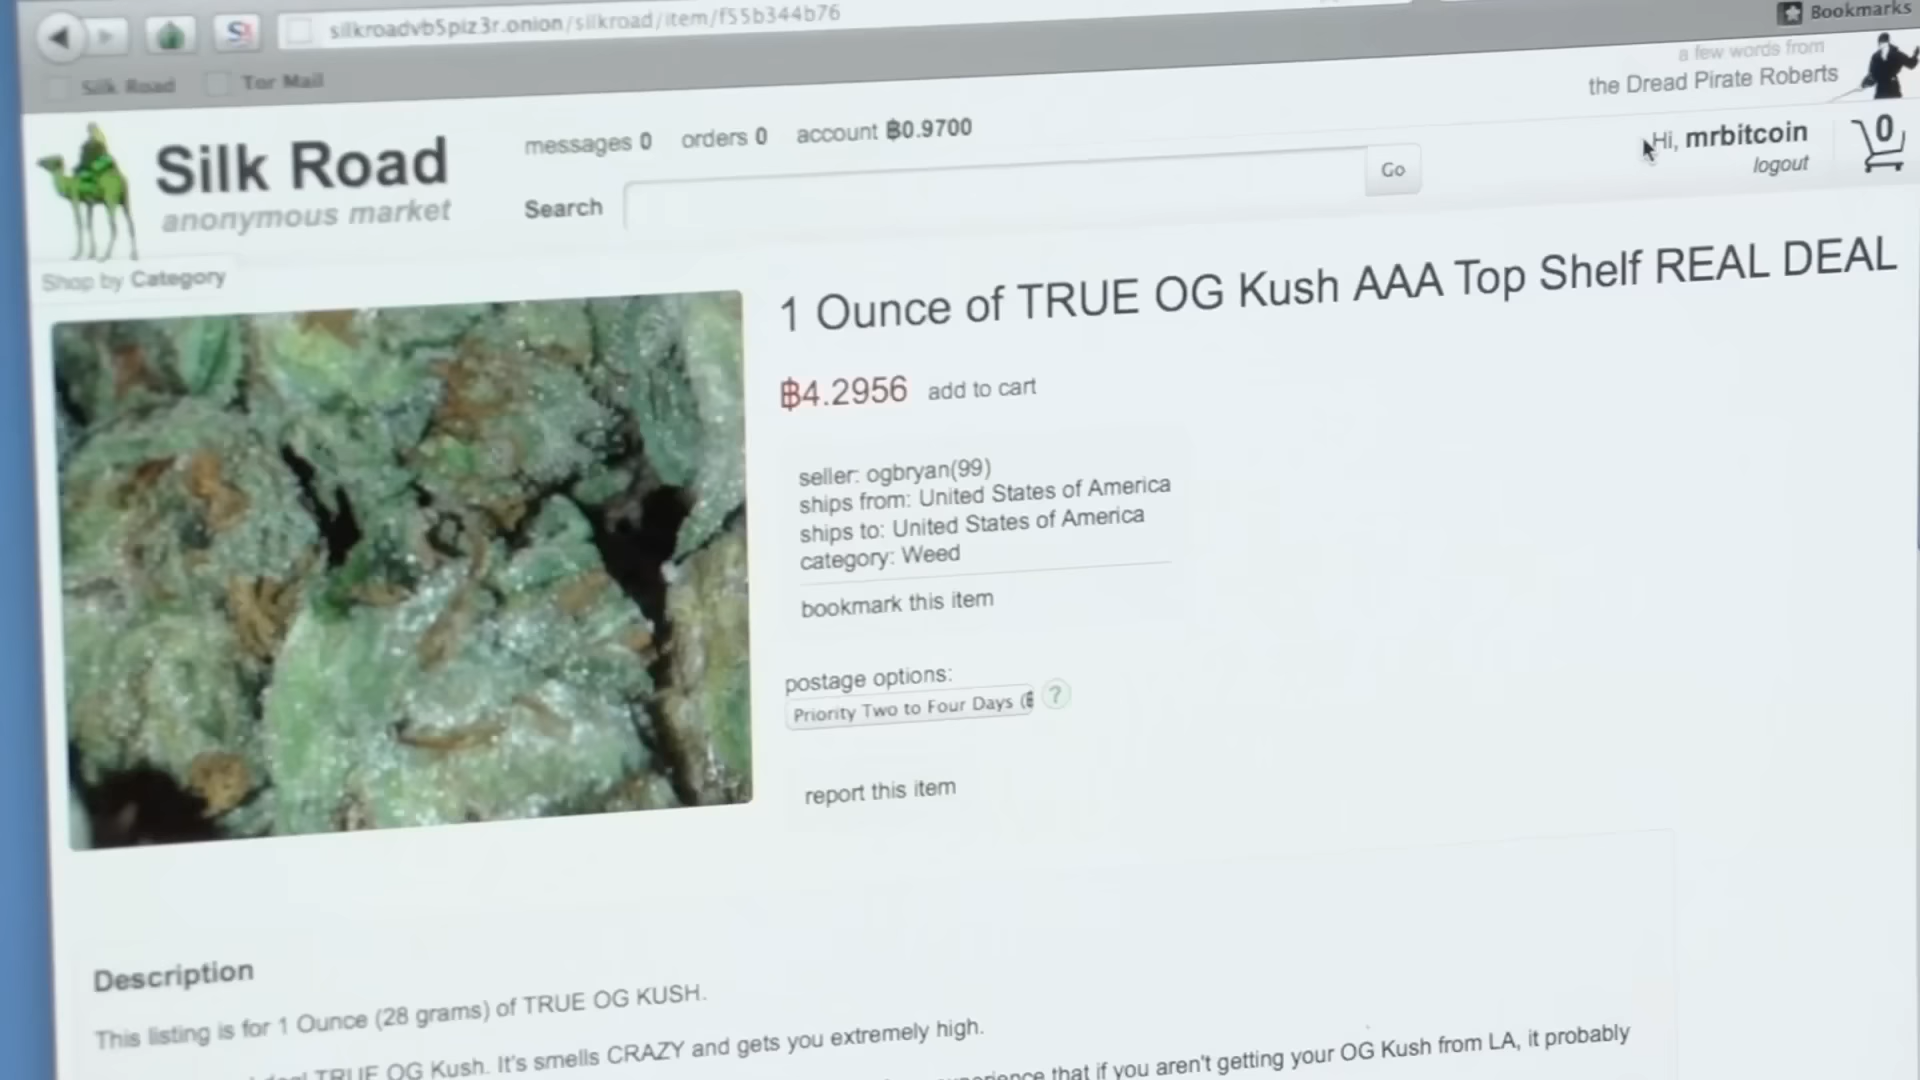 silkroadvb5piz3r.onion/silkroad/item/f55b344b76
Bookmarks
Silk Road
Tor Mail
a few words from
the Dread Pirate Roberts
Silk Road
anonymous market
messages 0
orders 0
account ฿0.9700
Hi, mrbitcoin
logout
0
Search
Go
Shop by Category
1 Ounce of TRUE OG Kush AAA Top Shelf REAL DEAL
฿4.2956
add to cart
seller: ogbryan(99)
ships from: United States of America
ships to: United States of America
category: Weed
bookmark this item
postage options:
Priority Two to Four Days (
?
report this item
Description
This listing is for 1 Ounce (28 grams) of TRUE OG KUSH.
TRUE OG Kush. It's smells CRAZY and gets you extremely high.
that if you aren't getting your OG Kush from LA, it probably